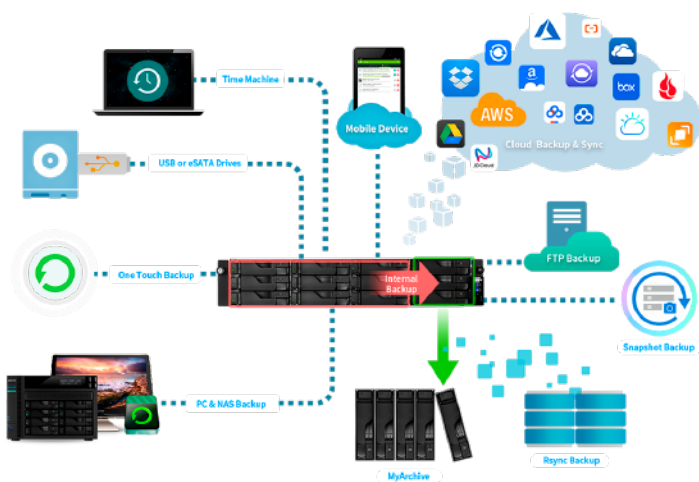 Time Machine
Mobile Device
box
AWS
Cloud Backup & Sync
JDCloud
USB or eSATA Drives
FTP Backup
One Touch Backup
Internal
Backup
Snapshot Backup
PC & NAS Backup
MyArchive
Rsync Backup